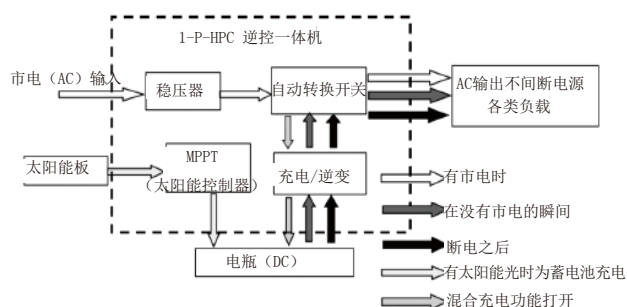 1-P-HPC 逆控一体机
市电（AC）输入
稳压器
自动转换开关
AC输出不间断电源
各类负载
太阳能板
MPPT
（太阳能控制器）
充电/逆变
电瓶（DC）
有市电时
在没有市电的瞬间
断电之后
有太阳能光时为蓄电池充电
混合充电功能打开